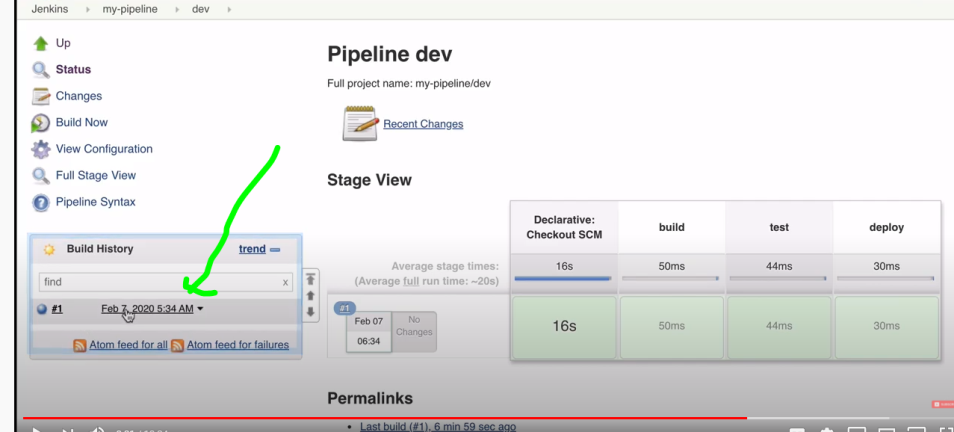 Jenkins my-pipeline dev
Up
Status
Changes
Build Now
View Configuration
Full Stage View
Pipeline Syntax
Build History trend
find x
#1 Feb 7, 2020 5:34 AM
Atom feed for all Atom feed for failures
Pipeline dev
Full project name: my-pipeline/dev
Recent Changes
Stage View
Declarative: Checkout SCM build test deploy
Average stage times: 16s 50ms 44ms 30ms
(Average full run time: ~20s)
#1
Feb 07 No Changes
06:34
16s 50ms 44ms 30ms
Permalinks
Last build (#1), 6 min 59 sec ago